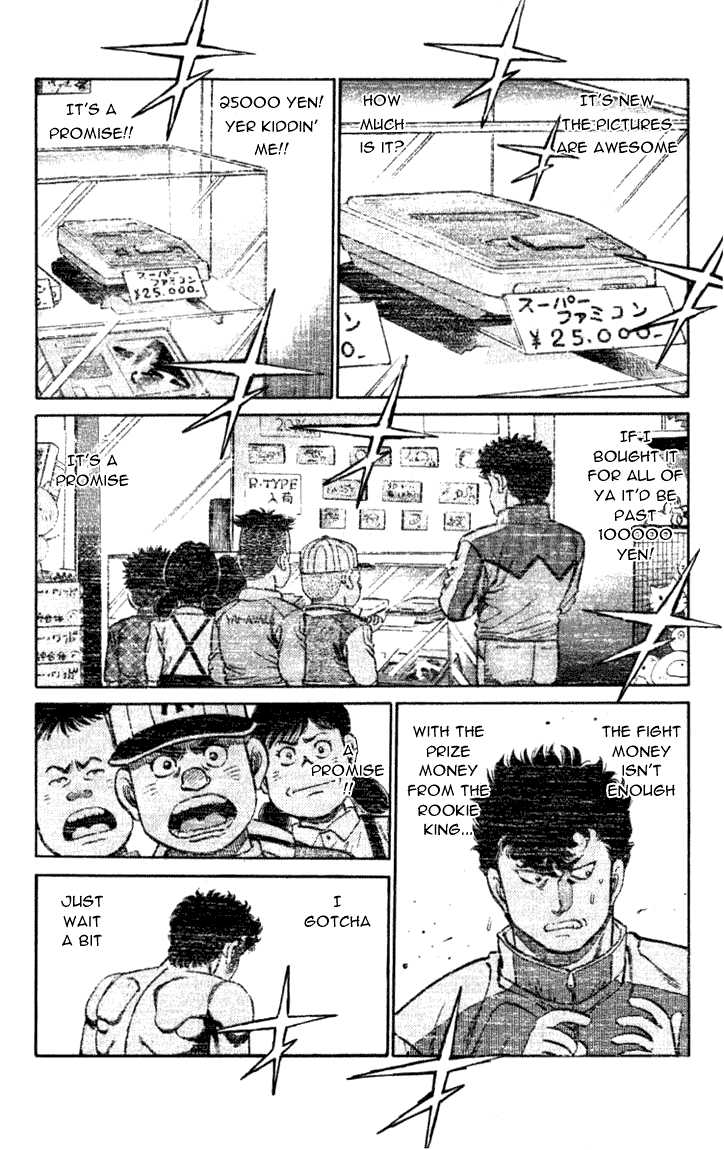 IT'S NEW
THE PICTURES
ARE AWESOME
HOW
MUCH
IS IT?
スーパー
ファミコン
¥25.000-
ン
0-
25000 YEN!
YER KIDDIN'
ME!!
IT'S A
PROMISE!!
スーパー
ファミコン
¥25.000-
IF I
BOUGHT IT
FOR ALL OF
YA IT'D BE
PAST
100000
YEN!
IT'S A
PROMISE
20%
R-TYPE
入荷
THE FIGHT
MONEY
ISN'T
ENOUGH
WITH THE
PRIZE
MONEY
FROM THE
ROOKIE
KING...
A
PROMISE
!!
I
GOTCHA
JUST
WAIT
A BIT